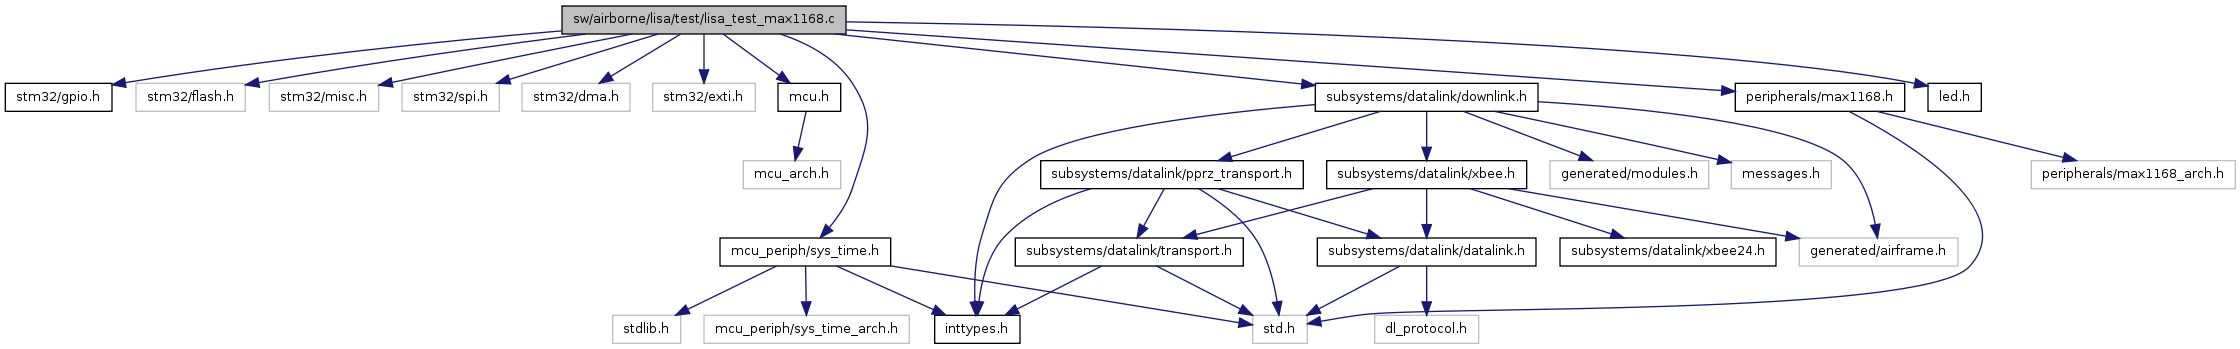 sw/airborne/lisa/test/lisa_test_max1168.c
stm32/gpio.h
stm32/flash.h
stm32/misc.h
stm32/spi.h
stm32/dma.h
stm32/exti.h
mcu.h
subsystems/datalink/downlink.h
peripherals/max1168.h
led.h
mcu_arch.h
subsystems/datalink/pprz_transport.h
subsystems/datalink/xbee.h
generated/modules.h
messages.h
peripherals/max1168_arch.h
mcu_periph/sys_time.h
subsystems/datalink/transport.h
subsystems/datalink/datalink.h
subsystems/datalink/xbee24.h
generated/airframe.h
stdlib.h
mcu_periph/sys_time_arch.h
inttypes.h
std.h
dl_protocol.h